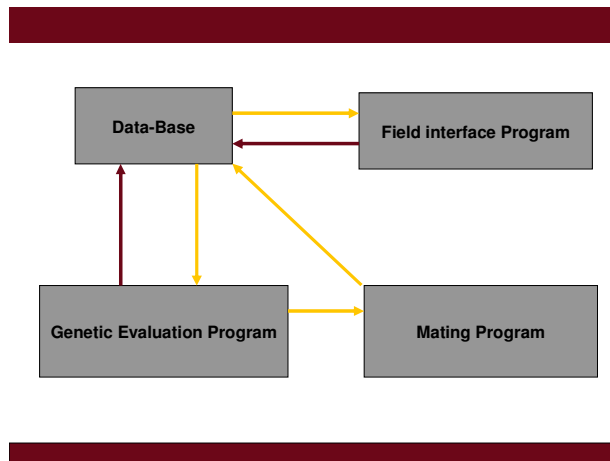 Data-Base
Field interface Program
Genetic Evaluation Program
Mating Program